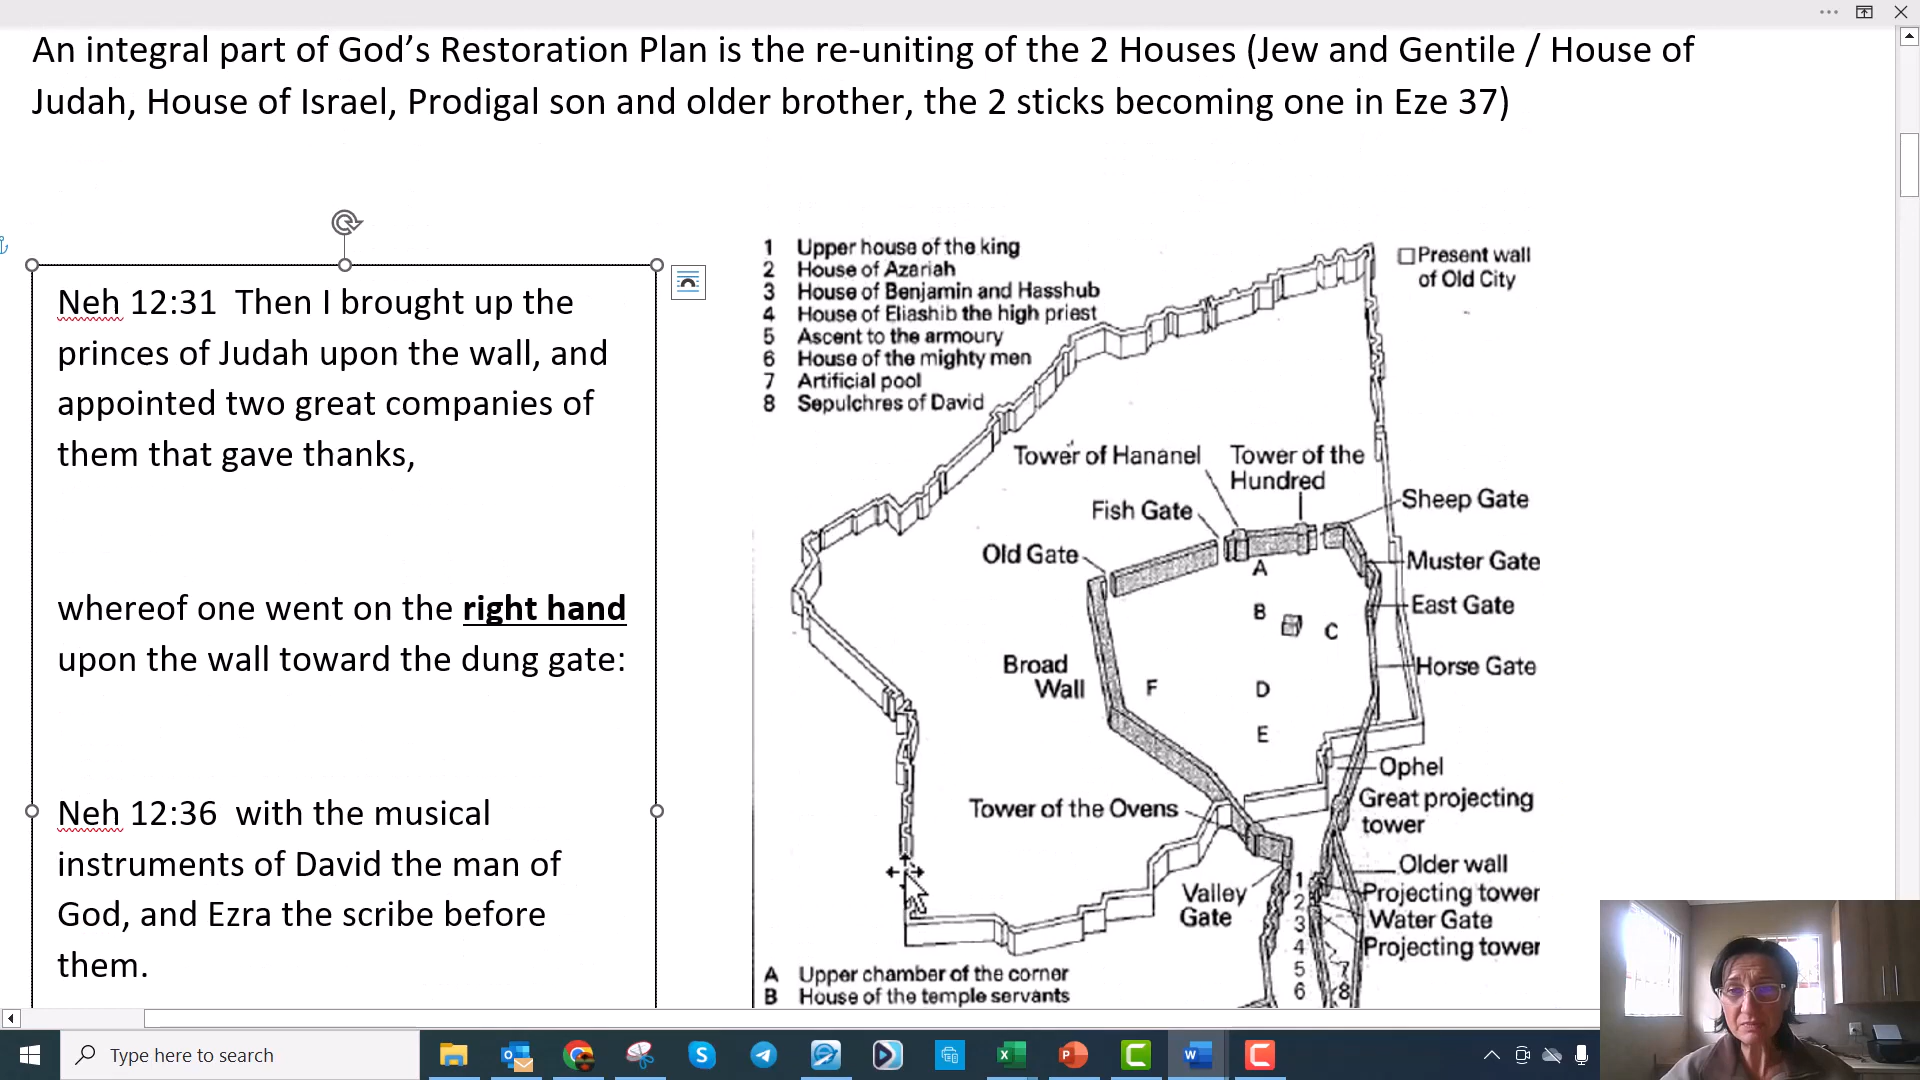 An integral part of God’s Restoration Plan is the re-uniting of the 2 Houses (Jew and Gentile / House of
Judah, House of Israel, Prodigal son and older brother, the 2 sticks becoming one in Eze 37)
Neh 12:31  Then I brought up the
princes of Judah upon the wall, and
appointed two great companies of
them that gave thanks,
whereof one went on the right hand
upon the wall toward the dung gate:
Neh 12:36  with the musical
instruments of David the man of
God, and Ezra the scribe before
them.
1 Upper house of the king
2 House of Azariah
3 House of Benjamin and Hasshub
4 House of Eliashib the high priest
5 Ascent to the armoury
6 House of the mighty men
7 Artificial pool
8 Sepulchres of David
Present wall
of Old City
Tower of Hananel
Tower of the
Hundred
Sheep Gate
Fish Gate
Old Gate
Muster Gate
A
East Gate
B
C
Broad
Wall
Horse Gate
F
D
E
Ophel
Tower of the Ovens
Great projecting
tower
Older wall
Valley
Gate
Projecting tower
Water Gate
Projecting tower
1
2
3
4
5
6
7
8
A Upper chamber of the corner
B House of the temple servants
Type here to search